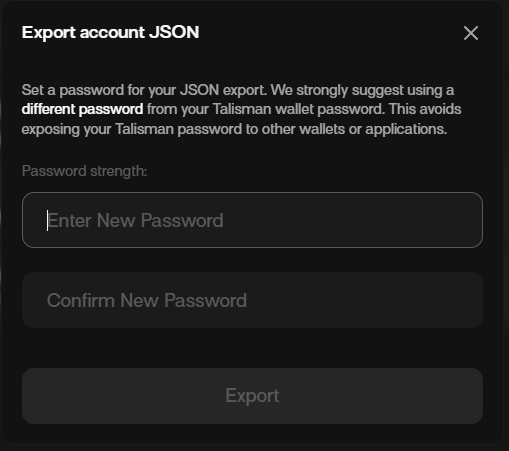 Export account JSON
Set a password for your JSON export. We strongly suggest using a
different password from your Talisman wallet password. This avoids
exposing your Talisman password to other wallets or applications.
Password strength:
Enter New Password
Confirm New Password
Export